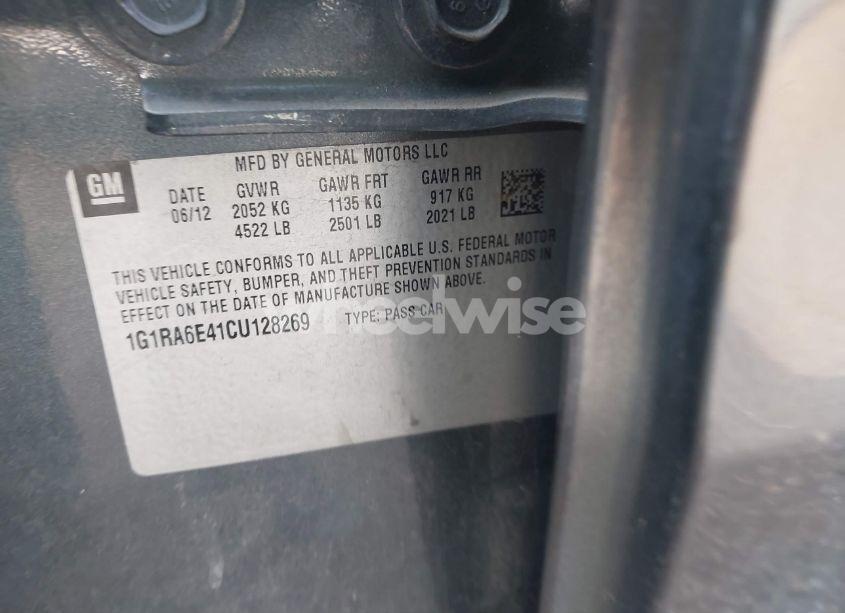 GM
MFD BY GENERAL MOTORS LLC
DATE GVWR GAWR FRT GAWR RR
06/12 2052 KG 1135 KG 917 KG
4522 LB 2501 LB 2021 LB
THIS VEHICLE CONFORMS TO ALL APPLICABLE U.S. FEDERAL MOTOR
VEHICLE SAFETY, BUMPER, AND THEFT PREVENTION STANDARDS IN
EFFECT ON THE DATE OF MANUFACTURE SHOWN ABOVE.
1G1RA6E41CU128269 TYPE: PASS CAR
wheelwise